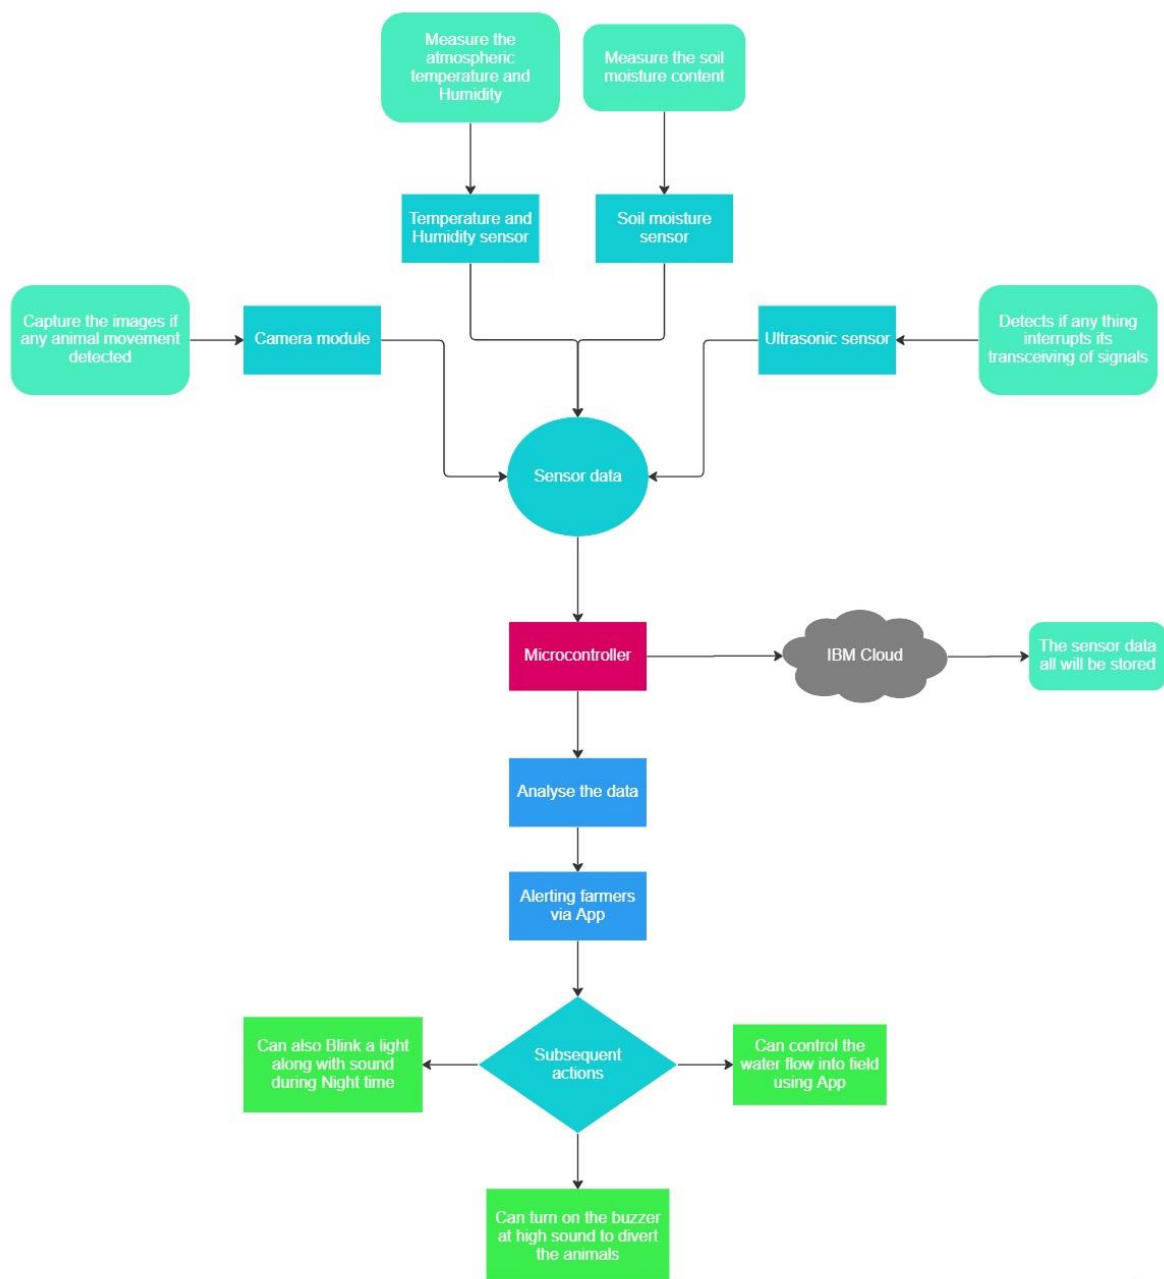 Measure the
atmospheric
temperature and
Humidity
Measure the soil
moisture content
Temperature and
Humidity sensor
Soil moisture
sensor
Capture the images if
any animal movement
detected
Camera module
Ultrasonic sensor
Detects if any thing
interrupts its
transceiving of signals
Sensor data
Microcontroller
IBM Cloud
The sensor data
all will be stored
Analyse the data
Alerting farmers
via App
Can also Blink a light
along with sound
during Night time
Subsequent
actions
Can control the
water flow into field
using App
Can turn on the buzzer
at high sound to divert
the animals